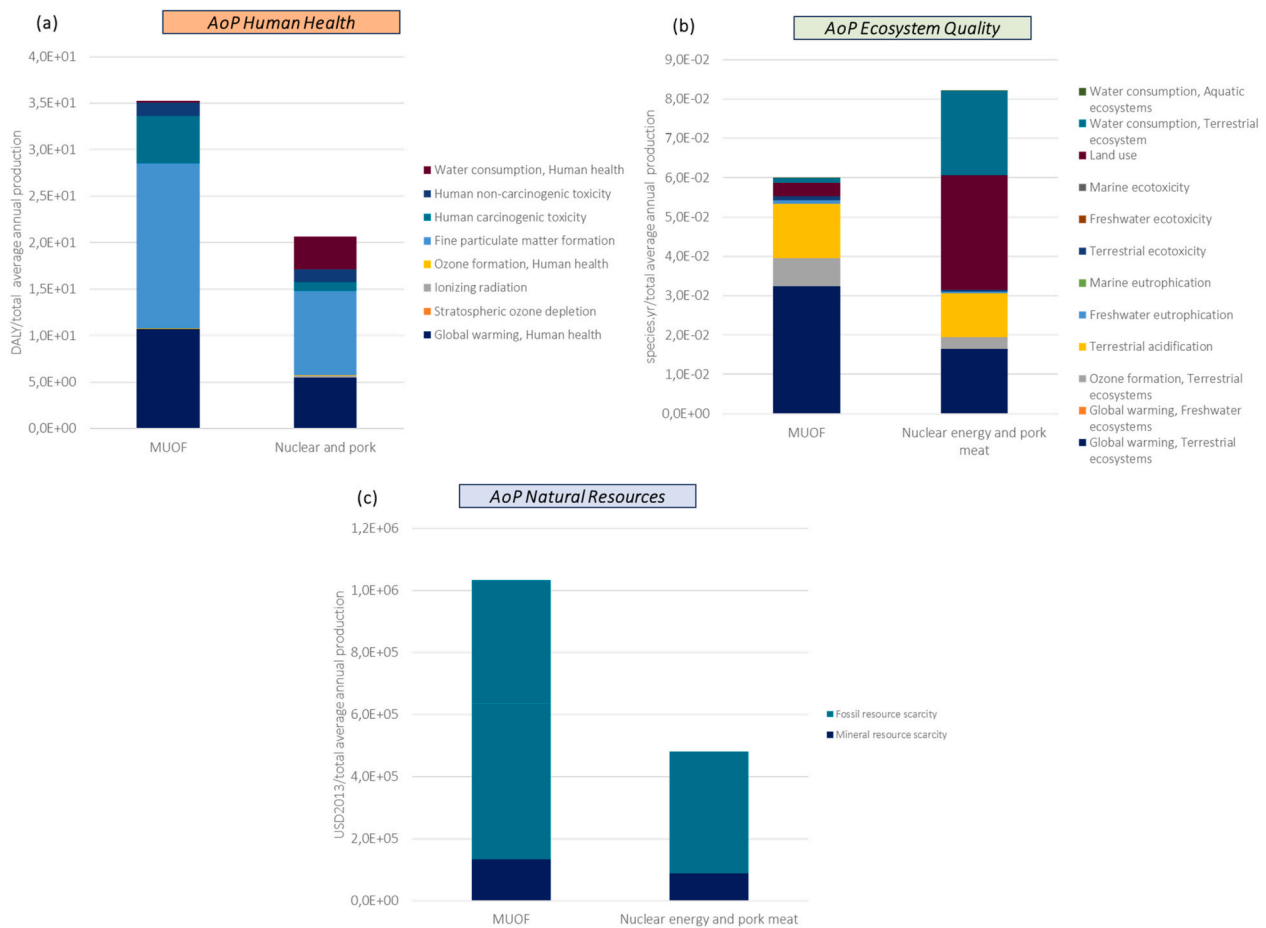 (a)
AoP Human Health
DALY/total average annual production
4,0E+01
3,5E+01
3,0E+01
2,5E+01
2,0E+01
1,5E+01
1,0E+01
5,0E+00
0,0E+00
MUOF
Nuclear and pork
Water consumption, Human health
Human non-carcinogenic toxicity
Human carcinogenic toxicity
Fine particulate matter formation
Ozone formation, Human health
Ionizing radiation
Stratospheric ozone depletion
Global warming, Human health
(b)
AoP Ecosystem Quality
species.yr/total average annual production
9,0E-02
8,0E-02
7,0E-02
6,0E-02
5,0E-02
4,0E-02
3,0E-02
2,0E-02
1,0E-02
0,0E+00
MUOF
Nuclear energy and pork
meat
Water consumption, Aquatic
ecosystems
Water consumption, Terrestrial
ecosystem
Land use
Marine ecotoxicity
Freshwater ecotoxicity
Terrestrial ecotoxicity
Marine eutrophication
Freshwater eutrophication
Terrestrial acidification
Ozone formation, Terrestrial
ecosystems
Global warming, Freshwater
ecosystems
Global warming, Terrestrial
ecosystems
(c)
AoP Natural Resources
USD2013/total average annual production
1,2E+06
1,0E+06
8,0E+05
6,0E+05
4,0E+05
2,0E+05
0,0E+00
MUOF
Nuclear energy and pork meat
Fossil resource scarcity
Mineral resource scarcity